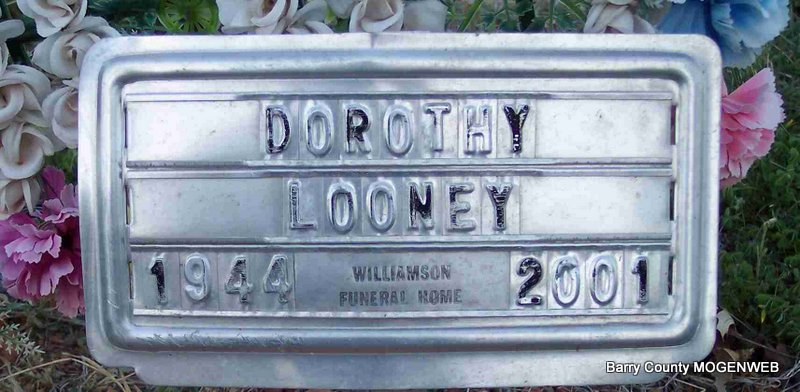 DOROTHY
LOONEY
1944 WILLIAMSON FUNERAL HOME 2001
Barry County MOGENWEB